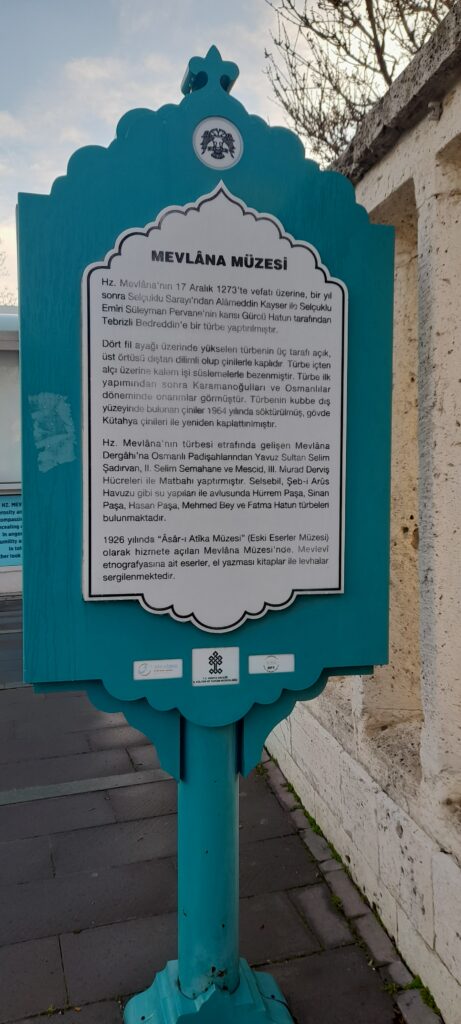 MEVLÂNA MÜZESİ
Hz. Mevlâna'nın 17 Aralık 1273'te vefatı üzerine, bir yıl
sonra Selçuklu Sarayı'ndan Alâmeddin Kayser ile Selçuklu
Emiri Süleyman Pervane'nin karısı Gürcü Hatun tarafından
Tebrizli Bedreddin'e bir türbe yaptırılmıştır.
Dört fil ayağı üzerinde yükselen türbenin üç tarafı açık,
üst örtüsü dıştan dilimli olup çinilerle kaplıdır. Türbe içten
alçı üzerine kalem işi süslemelerle bezenmiştir. Türbe ilk
yapımından sonra Karamanoğulları ve Osmanlılar
döneminde onarımlar görmüştür. Türbenin kubbe dış
yüzeyinde bulunan çiniler 1964 yılında söktürülmüş, gövde
Kütahya çinileri ile yeniden kaplattırılmıştır.
Hz. Mevlâna'nın türbesi etrafında gelişen Mevlâna
Dergâhı'na Osmanlı Padişahlarından Yavuz Sultan Selim
Şadırvan, II. Selim Semahane ve Mescid, III. Murad Derviş
Hücreleri ile Matbahı yaptırmıştır. Selsebil, Şeb-i Arûs
Havuzu gibi su yapıları ile avlusunda Hürrem Paşa, Sinan
Paşa, Hasan Paşa, Mehmed Bey ve Fatma Hatun türbeleri
bulunmaktadır.
1926 yılında "Âsâr-ı Atîka Müzesi" (Eski Eserler Müzesi)
olarak hizmete açılan Mevlâna Müzesi'nde. Mevlevî
etnografyasına ait eserler, el yazması kitaplar ile levhalar
sergilenmektedir.